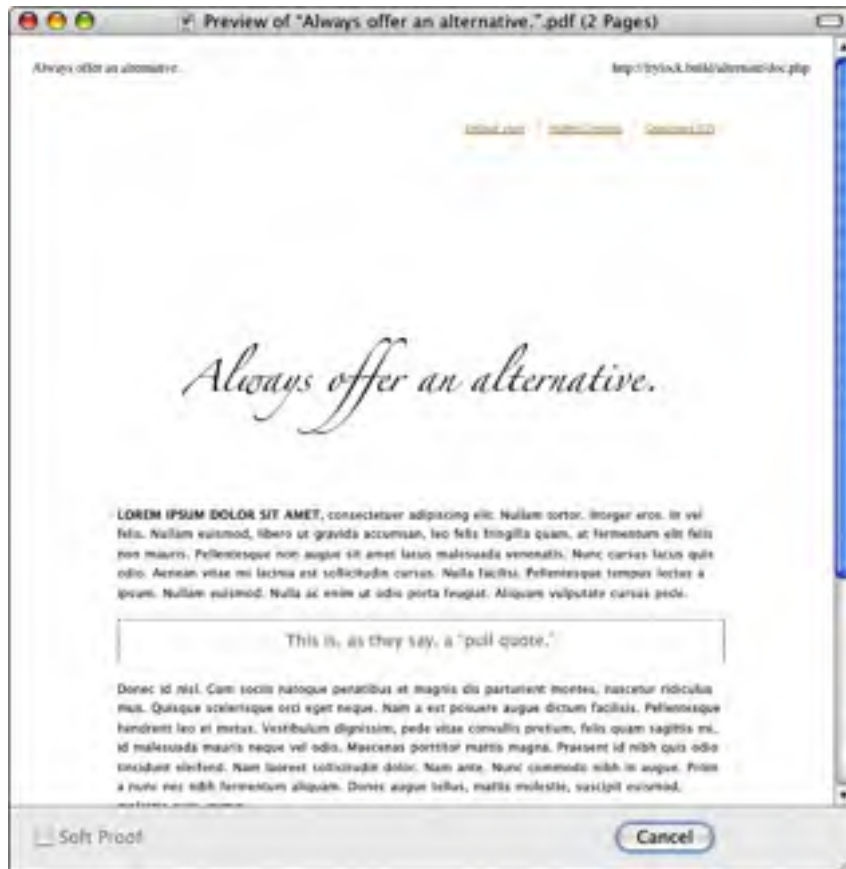 Preview of "Always offer an alternative.".pdf (2 Pages)
Always offer an alternative.
Always offer an alternative.
LOREM IPSUM DOLOR SIT AMET, consectetuer adipiscing elit. Nullam tortor. Integer eros. In vel
felis. Nullam euismod, libero ut gravida accumsan, leo felis fringilla quam, at fermentum elit felis
non mauris. Pellentesque non augue sit amet lacus malesuada venenatis. Nunc cursus lacus quis
odio. Aenean vitae mi lacinia est sollicitudin cursus. Nulla facilisi. Pellentesque tempus lectus a
ipsum. Nullam euismod. Nulla ac enim ut odio porta feugiat. Aliquam vulputate cursus pede.
This is, as they say, a "pull quote."
Donec id nisl. Cum sociis natoque penatibus et magnis dis parturient montes, nascetur ridiculus
mus. Quisque scelerisque orci eget neque. Nam a est posuere augue dictum facilisis. Pellentesque
hendrerit leo et metus. Vestibulum dignissim, pede vitae convallis pretium, felis quam sagittis mi,
id malesuada mauris neque vel odio. Maecenas porttitor mattis magna. Praesent id nibh quis odio
tincidunt eleifend. Nam laoreet sollicitudin dolor. Nam ante. Nunc commodo nibh in augue. Proin
a nunc nec nibh fermentum aliquam. Donec augue tellus, mattis molestie, suscipit euismod,
Soft Proof
Cancel